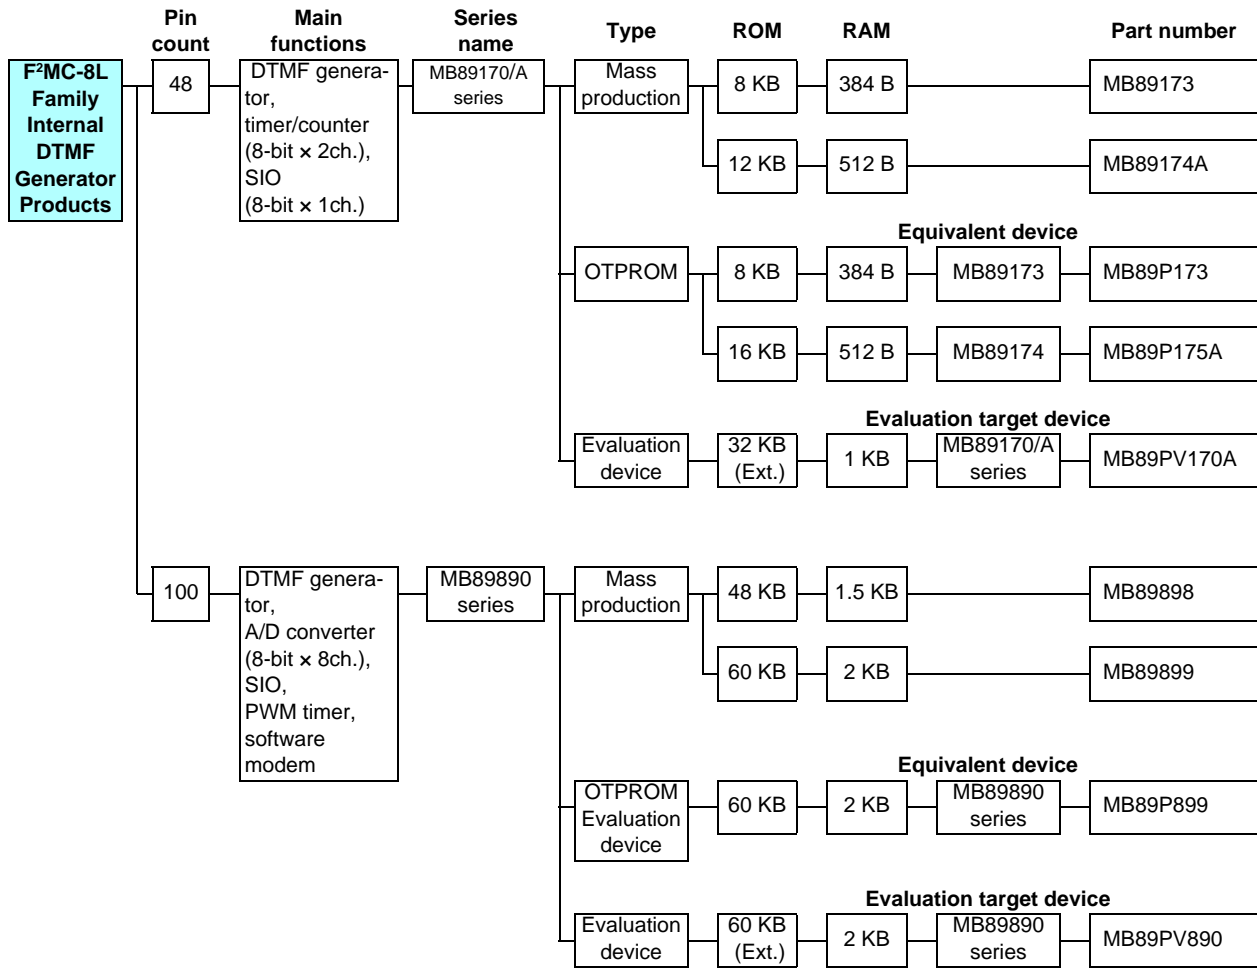 Pin count
Main functions
Series name
Type
ROM
RAM
Part number
F²MC-8L
Family
Internal
DTMF
Generator
Products
48
DTMF genera-
tor,
timer/counter
(8-bit × 2ch.),
SIO
(8-bit × 1ch.)
MB89170/A
series
Mass
production
8 KB
384 B
MB89173
12 KB
512 B
MB89174A
Equivalent device
OTPROM
8 KB
384 B
MB89173
MB89P173
16 KB
512 B
MB89174
MB89P175A
Evaluation target device
Evaluation
device
32 KB
(Ext.)
1 KB
MB89170/A
series
MB89PV170A
100
DTMF genera-
tor,
A/D converter
(8-bit × 8ch.),
SIO,
PWM timer,
software
modem
MB89890
series
Mass
production
48 KB
1.5 KB
MB89898
60 KB
2 KB
MB89899
Equivalent device
OTPROM
Evaluation
device
60 KB
2 KB
MB89890
series
MB89P899
Evaluation target device
Evaluation
device
60 KB
(Ext.)
2 KB
MB89890
series
MB89PV890